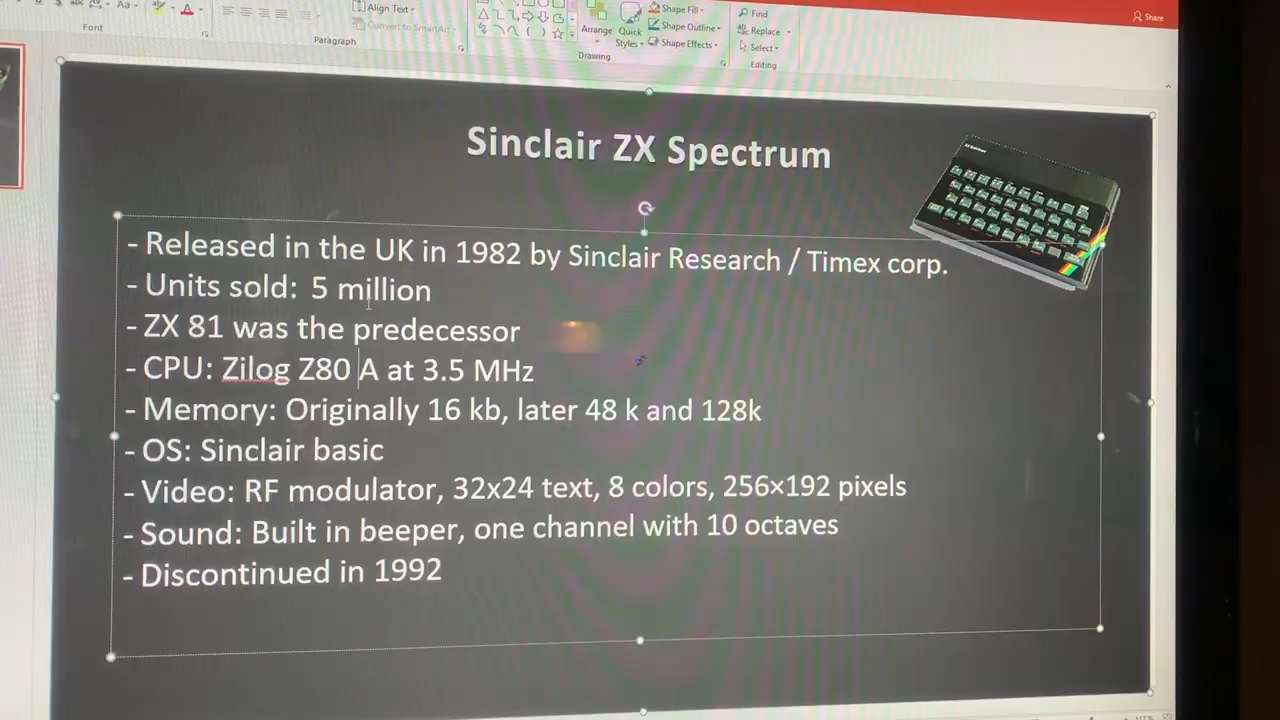 Aa
A
Align Text
Convert to SmartArt
Font
Paragraph
Arrange
Quick
Styles
Shape Fill
Shape Outline
Shape Effects
Drawing
Find
Replace
Select
Editing
Share
Sinclair ZX Spectrum
- Released in the UK in 1982 by Sinclair Research / Timex corp.
- Units sold: 5 million
- ZX 81 was the predecessor
- CPU: Zilog Z80 A at 3.5 MHz
- Memory: Originally 16 kb, later 48 k and 128k
- OS: Sinclair basic
- Video: RF modulator, 32x24 text, 8 colors, 256×192 pixels
- Sound: Built in beeper, one channel with 10 octaves
- Discontinued in 1992